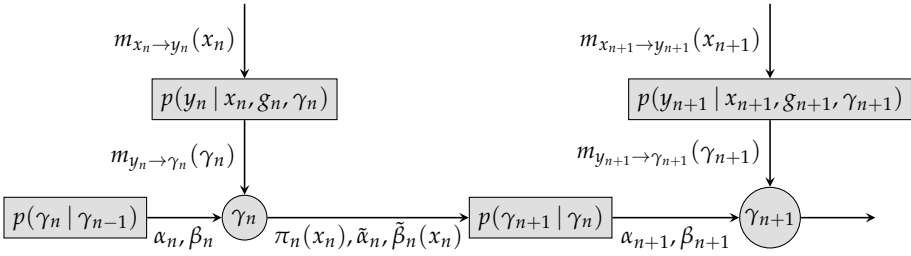 m_{x_n→y_n}(x_n) m_{x_{n+1}→y_{n+1}}(x_{n+1})
p(y_n | x_n, g_n, γ_n) p(y_{n+1} | x_{n+1}, g_{n+1}, γ_{n+1})
m_{y_n→γ_n}(γ_n) m_{y_{n+1}→γ_{n+1}}(γ_{n+1})
p(γ_n | γ_{n−1}) γ_n p(γ_{n+1} | γ_n) γ_{n+1}
α_n, β_n π_n(x_n), α̃_n, β̃_n(x_n) α_{n+1}, β_{n+1}